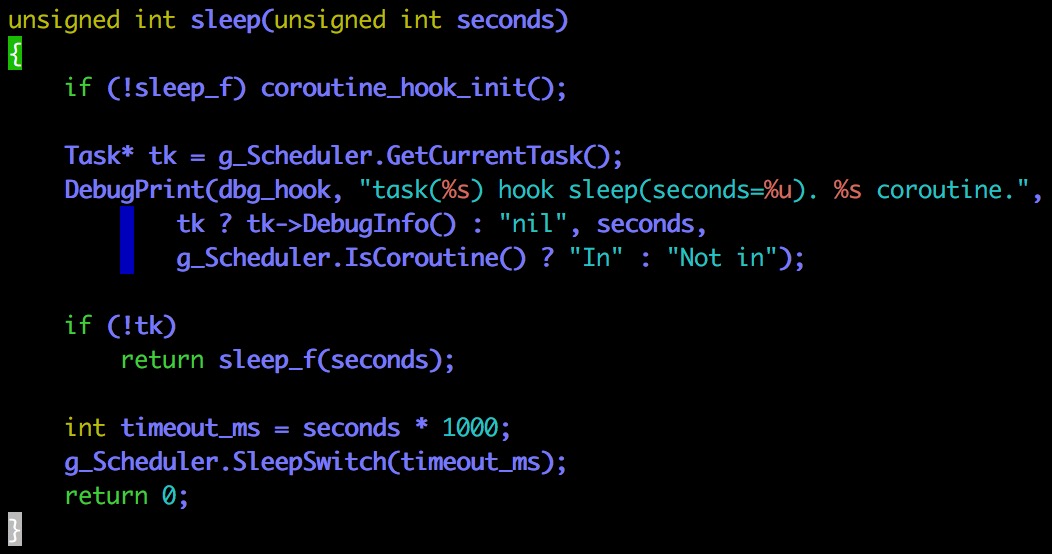 unsigned int sleep(unsigned int seconds)
{
    if (!sleep_f) coroutine_hook_init();
    Task* tk = g_Scheduler.GetCurrentTask();
    DebugPrint(dbg_hook, "task(%s) hook sleep(seconds=%u). %s coroutine.",
            tk ? tk->DebugInfo() : "nil", seconds,
            g_Scheduler.IsCoroutine() ? "In" : "Not in");
    if (!tk)
        return sleep_f(seconds);
    int timeout_ms = seconds * 1000;
    g_Scheduler.SleepSwitch(timeout_ms);
    return 0;
}